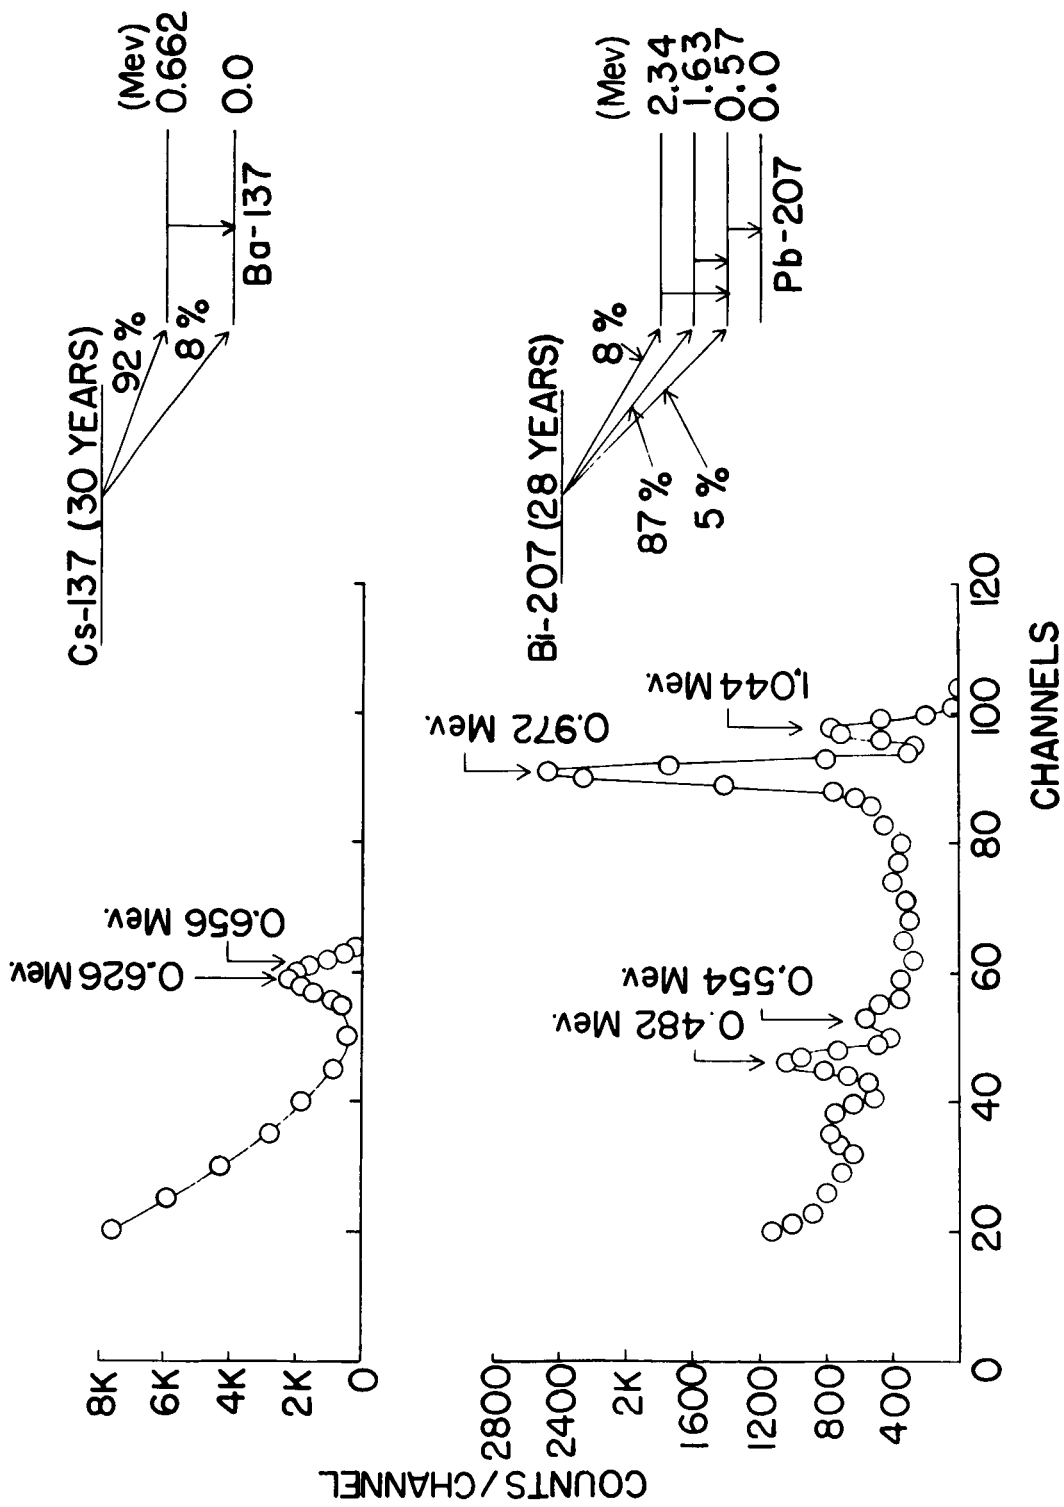 Cs-137 (30 YEARS)
92 %
8 %
(Mev)
0.662
0.0
Ba-137
8K
6K
4K
2K
0
0.626 Mev.
0.656 Mev.
Bi-207 (28 YEARS)
8 %
87 %
5 %
(Mev)
2.34
1.63
0.57
0.0
Pb-207
COUNTS / CHANNEL
2800
2400
2K
1600
1200
800
400
0.482 Mev.
0.554 Mev.
0.972 Mev.
1.044 Mev.
0
20
40
60
80
100
120
CHANNELS